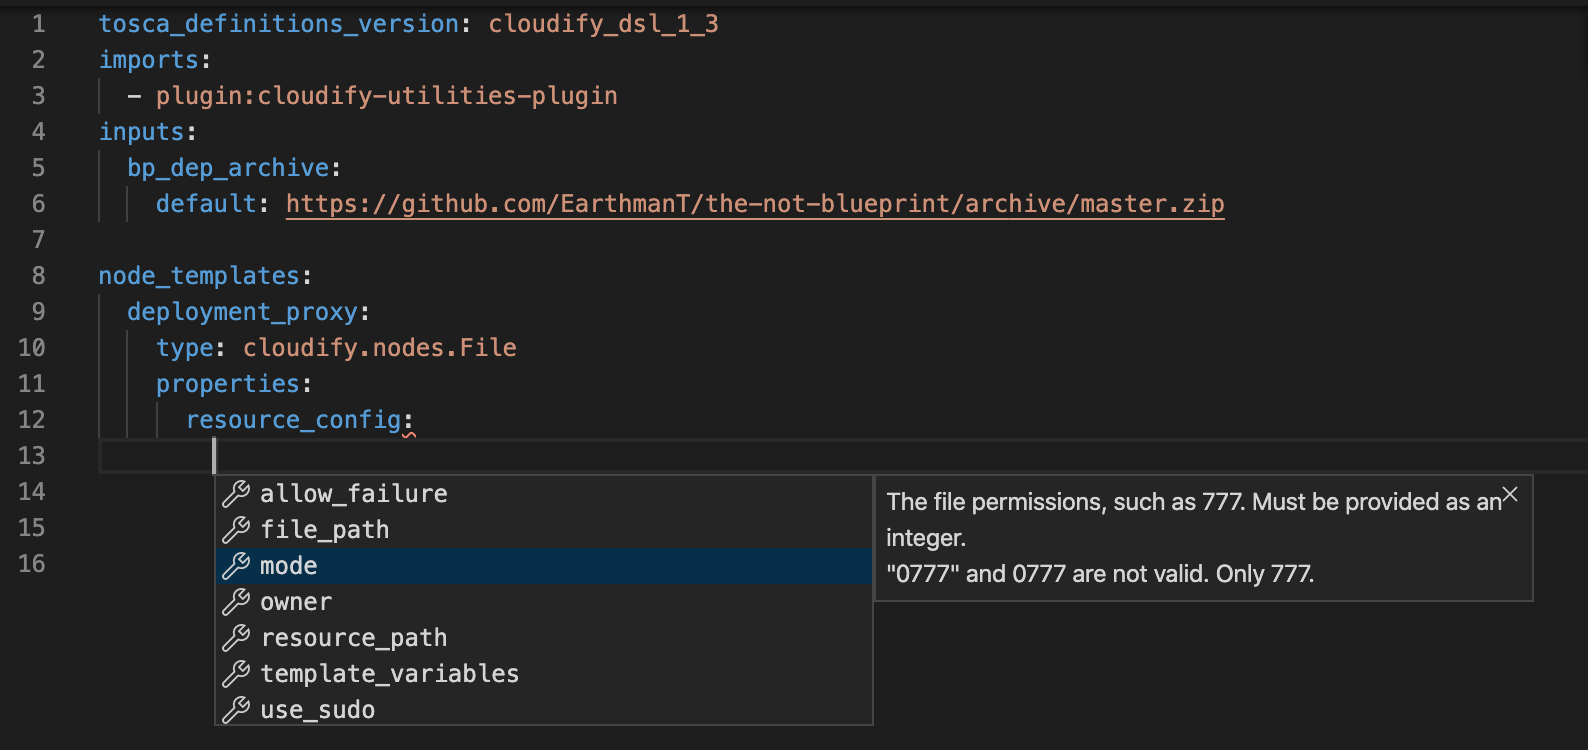 1 tosca_definitions_version: cloudify_dsl_1_3
2 imports:
3 - plugin:cloudify-utilities-plugin
4 inputs:
5 bp_dep_archive:
6 default: https://github.com/EarthmanT/the-not-blueprint/archive/master.zip
7
8 node_templates:
9 deployment_proxy:
10 type: cloudify.nodes.File
11 properties:
12 resource_config:
13
14
15
16
allow_failure
file_path
mode
owner
resource_path
template_variables
use_sudo
The file permissions, such as 777. Must be provided as an
integer.
"0777" and 0777 are not valid. Only 777.